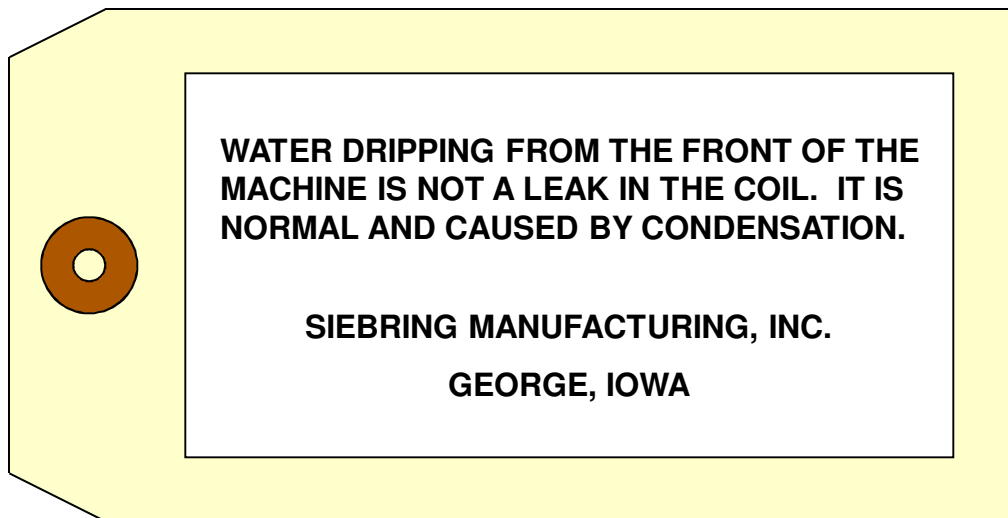 WATER DRIPPING FROM THE FRONT OF THE
MACHINE IS NOT A LEAK IN THE COIL.  IT IS
NORMAL AND CAUSED BY CONDENSATION.
SIEBRING MANUFACTURING, INC.
GEORGE, IOWA